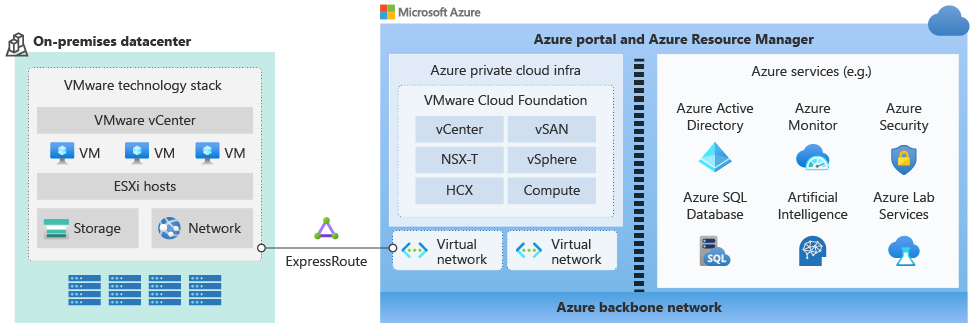 Microsoft Azure
On-premises datacenter
VMware technology stack
VMware vCenter
VM
VM
VM
ESXi hosts
Storage
Network
ExpressRoute
Azure portal and Azure Resource Manager
Azure private cloud infra
VMware Cloud Foundation
vCenter
vSAN
NSX-T
vSphere
HCX
Compute
Virtual
network
Virtual
network
Azure services (e.g.)
Azure Active
Directory
Azure
Monitor
Azure
Security
Azure SQL
Database
SQL
Artificial
Intelligence
Azure Lab
Services
Azure backbone network